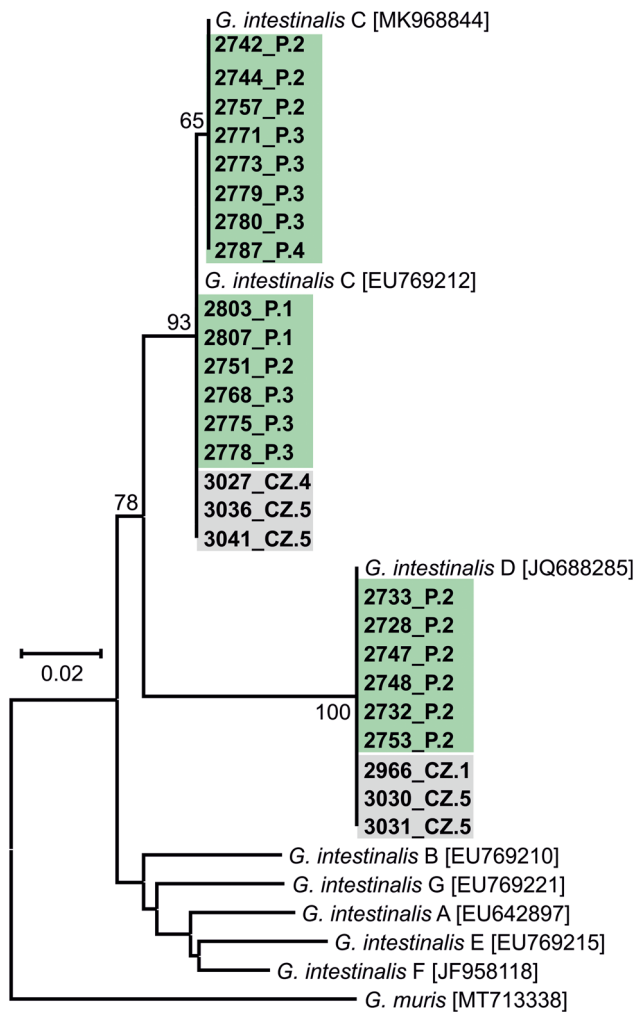 G. intestinalis C [MK968844]
2742_P.2
2744_P.2
2757_P.2
65
2771_P.3
2773_P.3
2779_P.3
2780_P.3
2787_P.4
G. intestinalis C [EU769212]
2803_P.1
93
2807_P.1
2751_P.2
2768_P.3
2775_P.3
2778_P.3
3027_CZ.4
78
3036_CZ.5
3041_CZ.5
G. intestinalis D [JQ688285]
2733_P.2
2728_P.2
2747_P.2
0.02
2748_P.2
100
2732_P.2
2753_P.2
2966_CZ.1
3030_CZ.5
3031_CZ.5
G. intestinalis B [EU769210]
G. intestinalis G [EU769221]
G. intestinalis A [EU642897]
G. intestinalis E [EU769215]
G. intestinalis F [JF958118]
G. muris [MT713338]